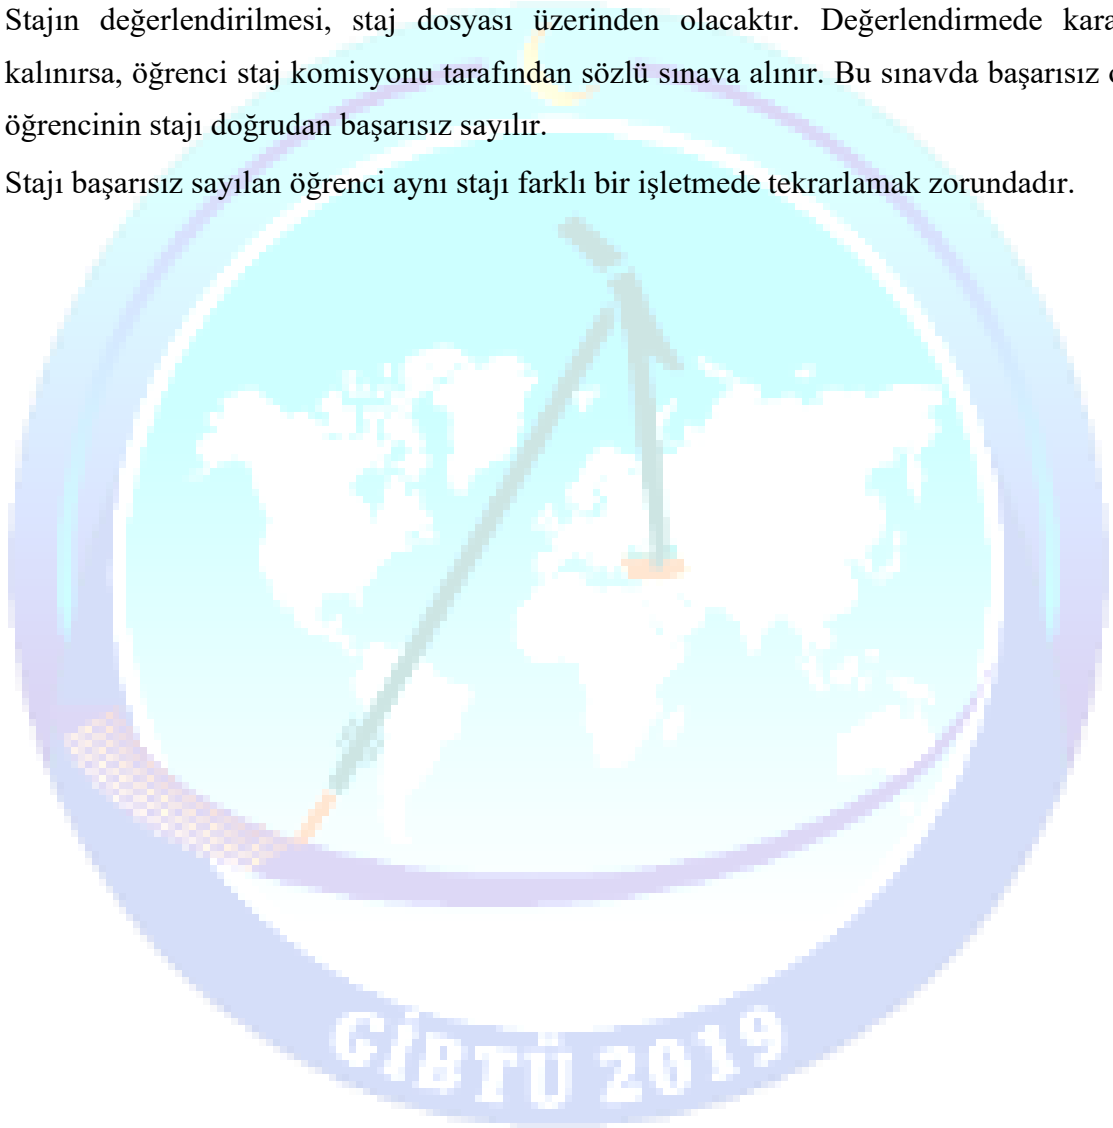 Stajın değerlendirilmesi, staj dosyası üzerinden olacaktır. Değerlendirmede
kalınırsa, öğrenci staj komisyonu tarafından sözlü sınava alınır. Bu sınavda başarısız
öğrencinin stajı doğrudan başarısız sayılır.
Stajı başarısız sayılan öğrenci aynı stajı farklı bir işletmede tekrarlamak zorundadır.
GİBTÜ 2019